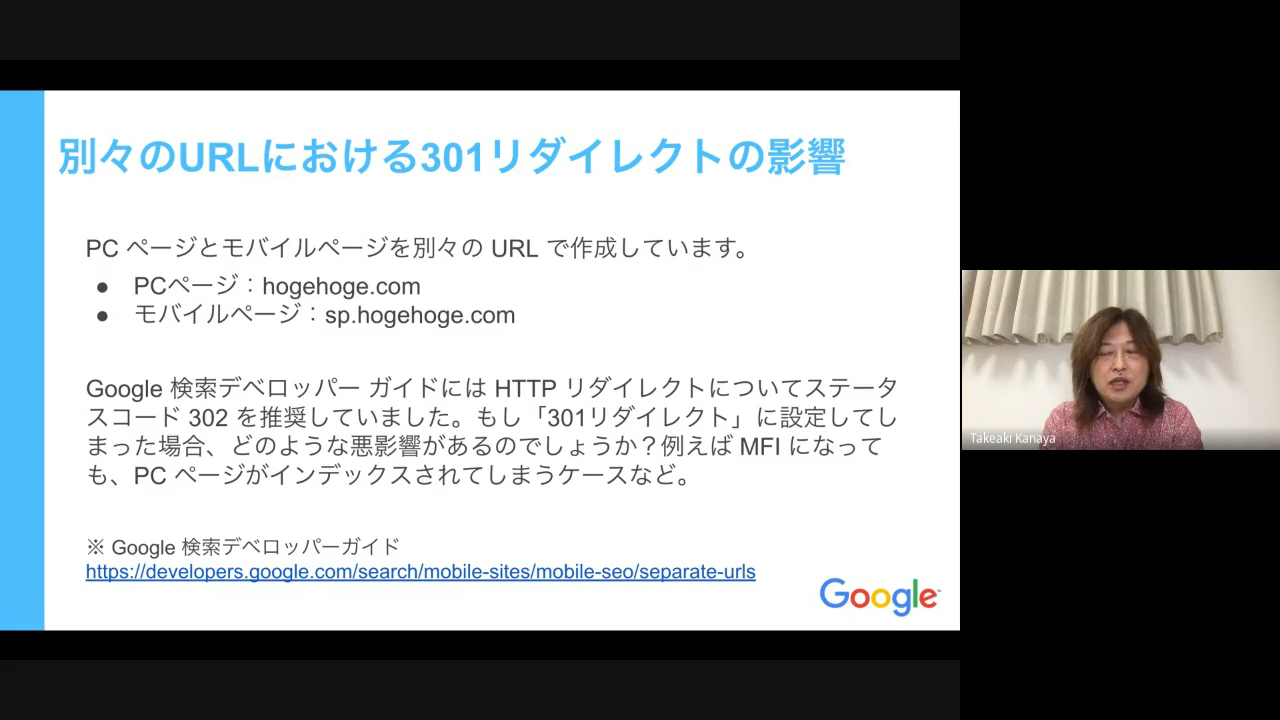 別々のURLにおける301リダイレクトの影響
PC ページとモバイルページを別々の URL で作成しています。
● PCページ：hogehoge.com
● モバイルページ：sp.hogehoge.com
Google 検索デベロッパー ガイドには HTTP リダイレクトについてステータ
スコード 302 を推奨していました。もし「301リダイレクト」に設定してし
まった場合、どのような悪影響があるのでしょうか？例えば MFI になって
も、PC ページがインデックスされてしまうケースなど。
※ Google 検索デベロッパーガイド
https://developers.google.com/search/mobile-sites/mobile-seo/separate-urls
Google
Takeaki Kanaya